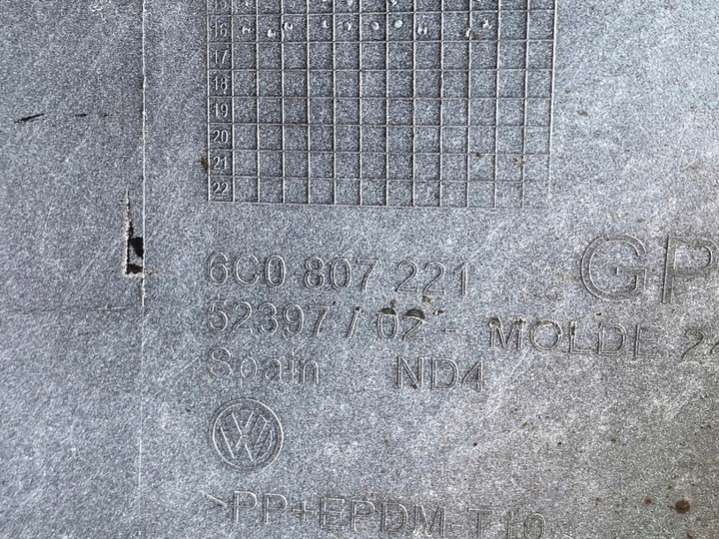 16
17
18
19
20
21
22
6C0 807 221 GP
52397 / 02 - MOLDE
Spain ND4
VW
>PP+EPDM T10